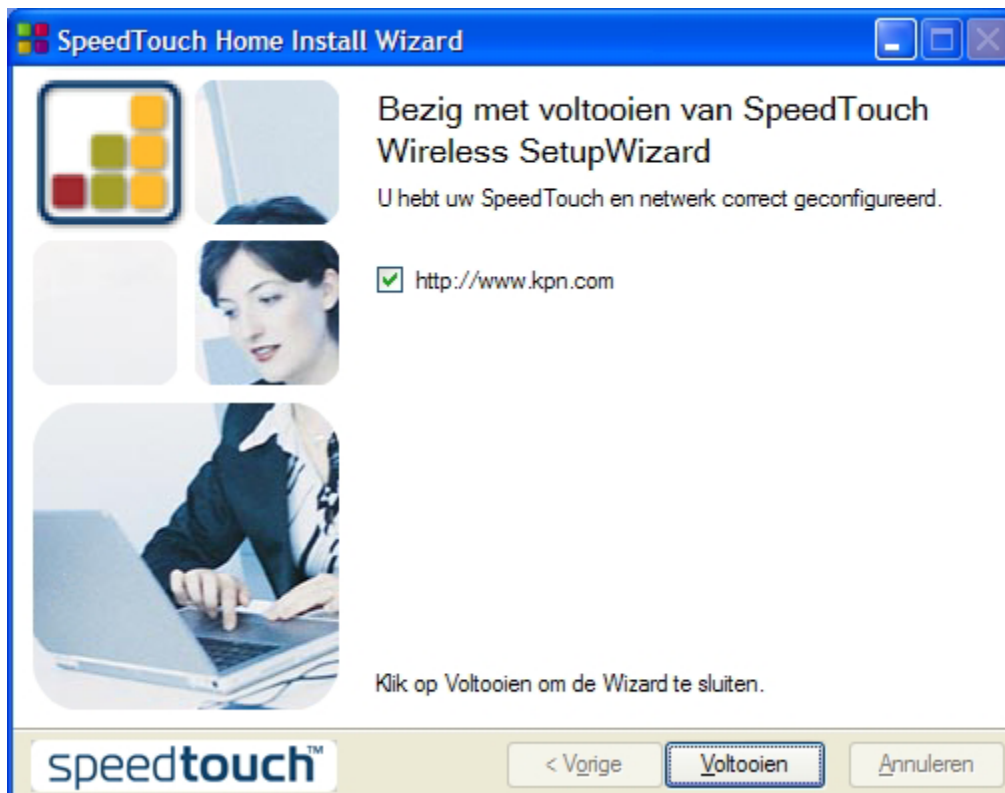 SpeedTouch Home Install Wizard
Bezig met voltooien van SpeedTouch
Wireless SetupWizard
U hebt uw SpeedTouch en netwerk correct geconfigureerd.
http://www.kpn.com
Klik op Voltooien om de Wizard te sluiten.
speedtouch™
< Vorige
Voltooien
Annuleren